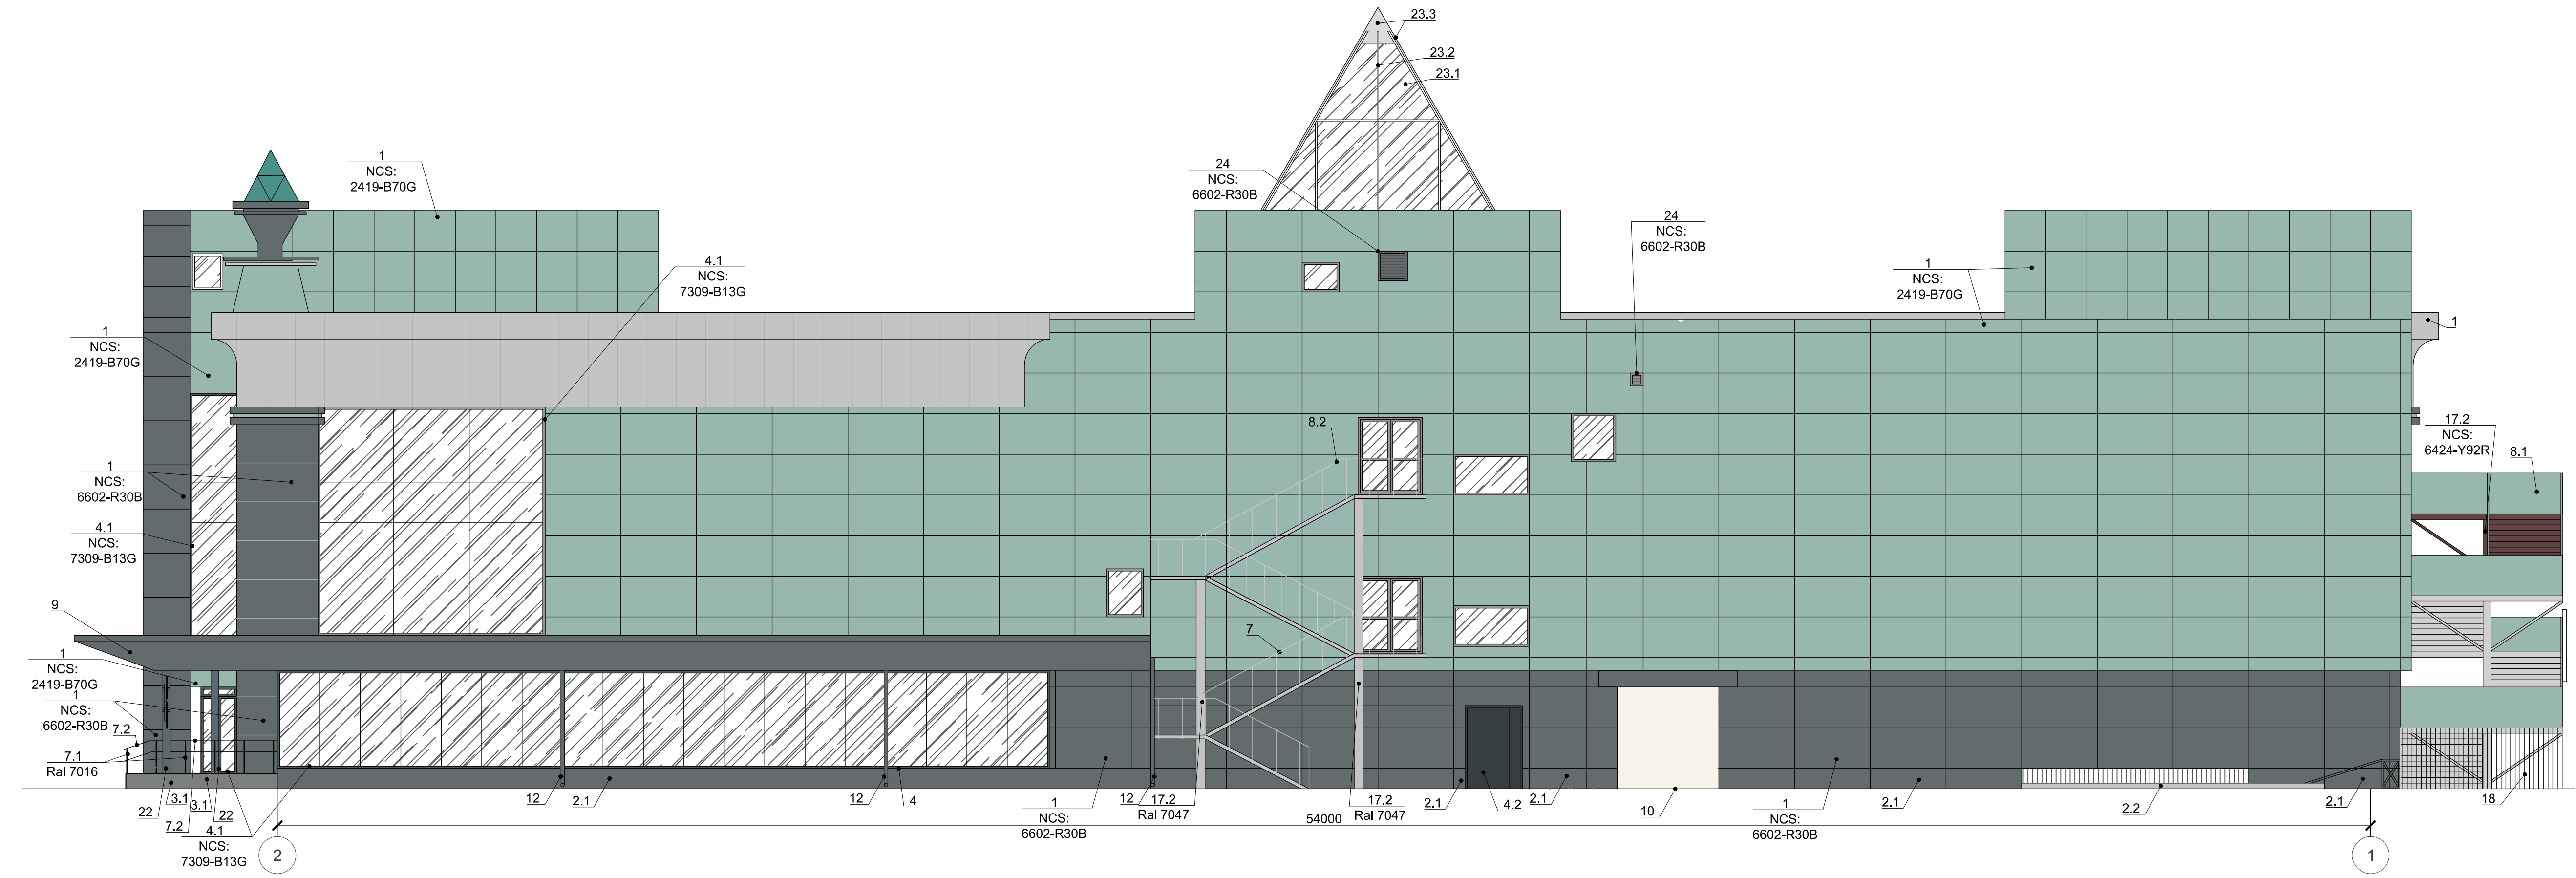 23.3
23.2
23.1
1
NCS:
2419-B70G
24
NCS:
6602-R30B
24
NCS:
6602-R30B
4.1
NCS:
7309-B13G
1
NCS:
2419-B70G
1
1
NCS:
2419-B70G
8.2
17.2
NCS:
6424-Y92R
8.1
1
NCS:
6602-R30B
4.1
NCS:
7309-B13G
9
7
1
NCS:
2419-B70G
1
NCS:
6602-R30B
7.2
7.1
Ral 7016
22
3.1
3.1
22
7.2
4.1
NCS:
7309-B13G
12
2.1
12
4
1
NCS:
6602-R30B
12
17.2
Ral 7047
54000
17.2
Ral 7047
2.1
4.2
2.1
10
1
NCS:
6602-R30B
2.1
2.2
2.1
18
2
1